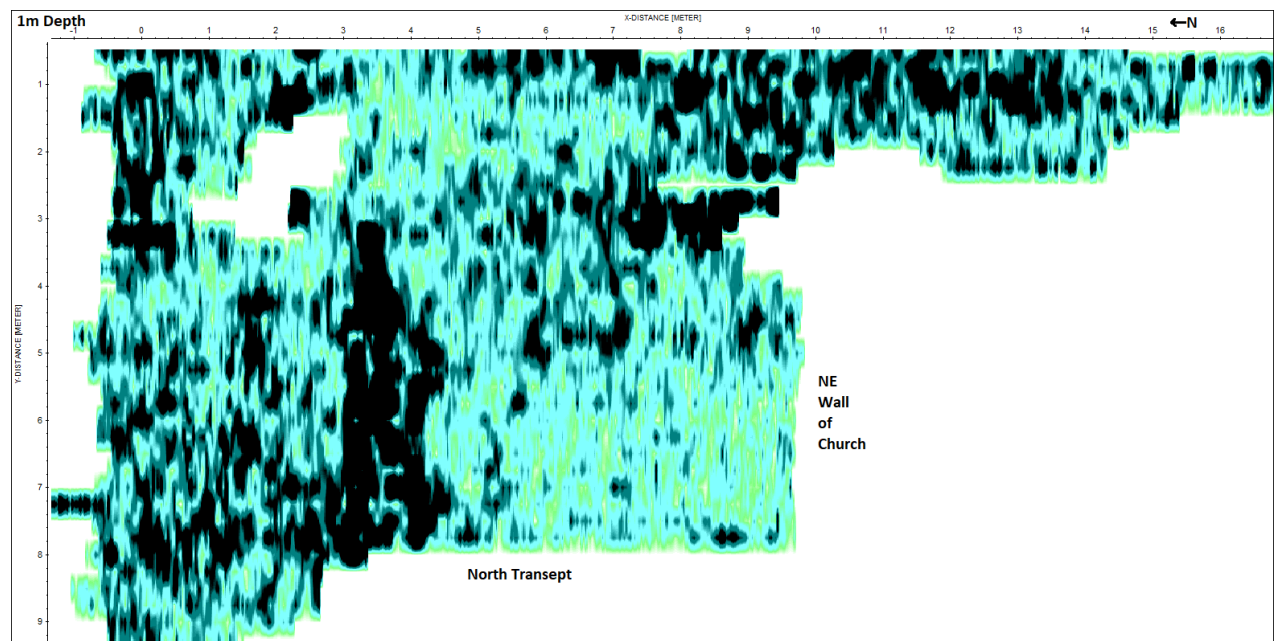 1m Depth
X-DISTANCE [METER]
←N
-1 0 1 2 3 4 5 6 7 8 9 10 11 12 13 14 15 16
1
2
3
4
Y-DISTANCE [METER]
5
NE
Wall
of
Church
6
7
8
North Transept
9